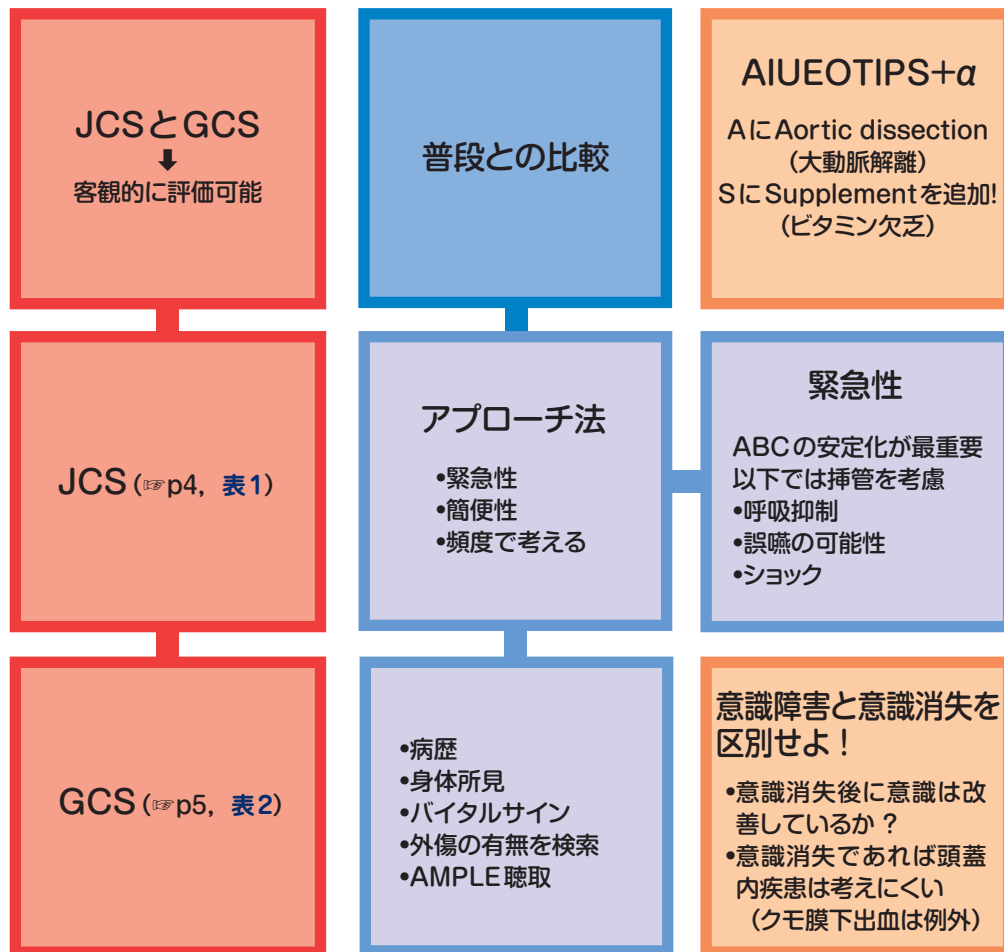 JCSとGCS
⬇
客観的に評価可能
普段との比較
AIUEOTIPS+α
AにAortic dissection
（大動脈解離）
SにSupplementを追加!
（ビタミン欠乏）
JCS（☞p4，表1）
アプローチ法
•緊急性
•簡便性
•頻度で考える
緊急性
ABCの安定化が最重要
以下では挿管を考慮
•呼吸抑制
•誤嚥の可能性
•ショック
GCS（☞p5，表2）
•病歴
•身体所見
•バイタルサイン
•外傷の有無を検索
•AMPLE聴取
意識障害と意識消失を
区別せよ！
•意識消失後に意識は改
善しているか？
•意識消失であれば頭蓋
内疾患は考えにくい
（クモ膜下出血は例外）